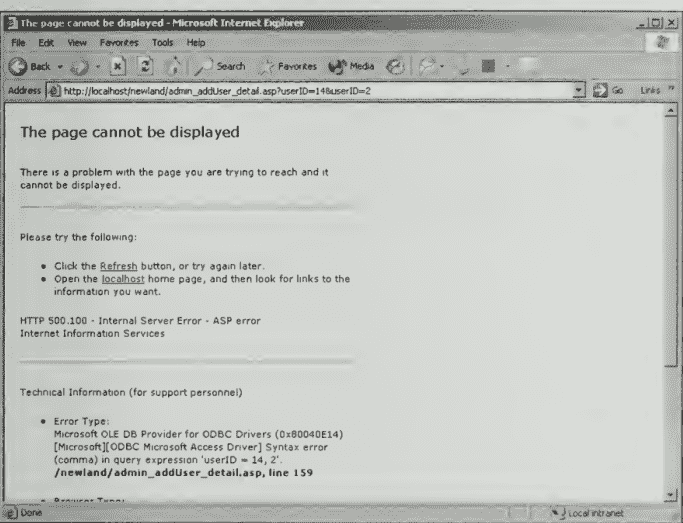 The page cannot be displayed - Microsoft Internet Explorer
File Edit View Favorites Tools Help
Back Search Favorites Media
Address http://localhost/newland/admin_addUser_detail.asp?userID=14&userID=2 Go Links »
The page cannot be displayed
There is a problem with the page you are trying to reach and it
cannot be displayed.
Please try the following:
• Click the Refresh button, or try again later.
• Open the localhost home page, and then look for links to the
information you want.
HTTP 500.100 - Internal Server Error - ASP error
Internet Information Services
Technical Information (for support personnel)
• Error Type:
Microsoft OLE DB Provider for ODBC Drivers (0x80040E14)
[Microsoft][ODBC Microsoft Access Driver] Syntax error
(comma) in query expression 'userID = 14, 2'.
/newland/admin_addUser_detail.asp, line 159
• Browser Type:
Done Local intranet